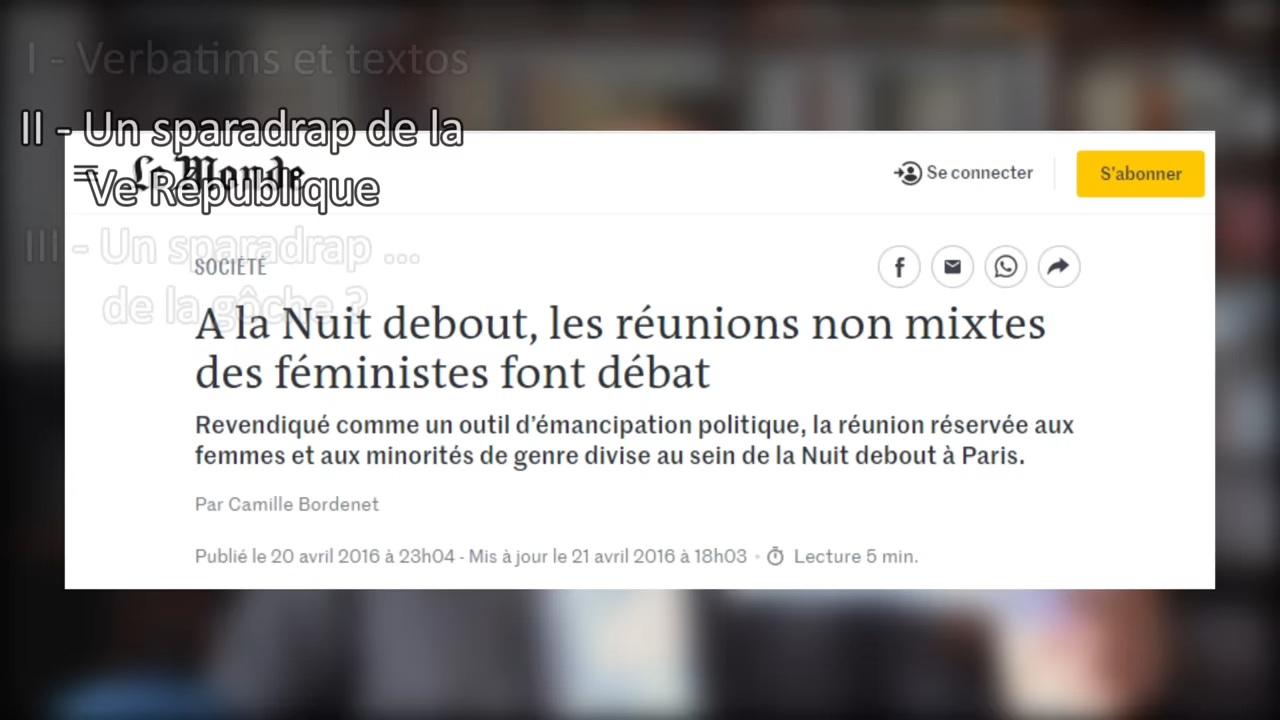 I - Verbatims et textos
II - Un sparadrap de la
Ve République
III - Un sparadrap ...
de la gôche ?
Le Monde
Se connecter
S'abonner
SOCIÉTÉ
A la Nuit debout, les réunions non mixtes
des féministes font débat
Revendiqué comme un outil d’émancipation politique, la réunion réservée aux
femmes et aux minorités de genre divise au sein de la Nuit debout à Paris.
Par Camille Bordenet
Publié le 20 avril 2016 à 23h04 - Mis à jour le 21 avril 2016 à 18h03 • Lecture 5 min.